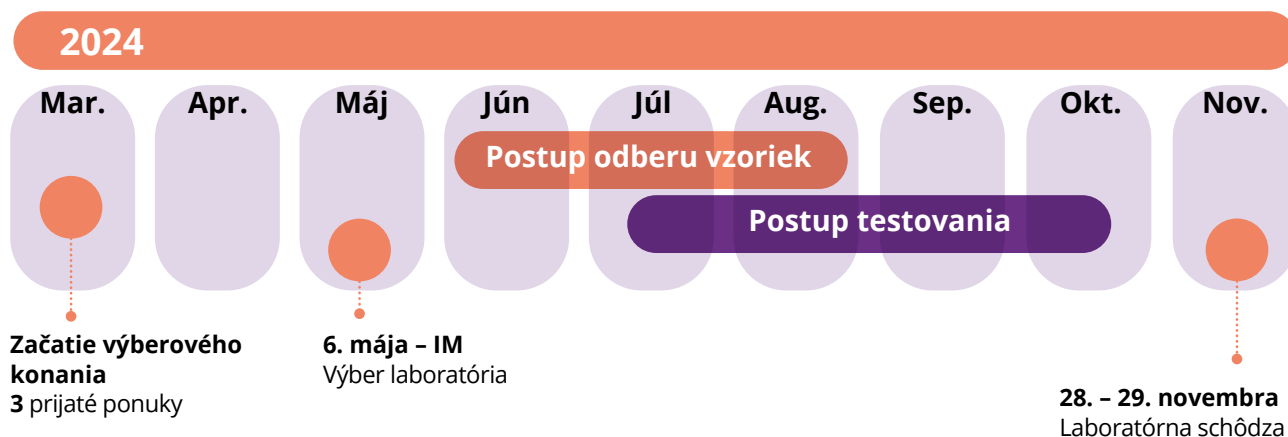 2024
Mar. Apr. Máj Jún Júl Aug. Sep. Okt. Nov.
Postup odberu vzoriek
Postup testovania
Začatie výberového
konania
3 prijaté ponuky
6. mája – IM
Výber laboratória
28. – 29. novembra
Laboratórna schôdza